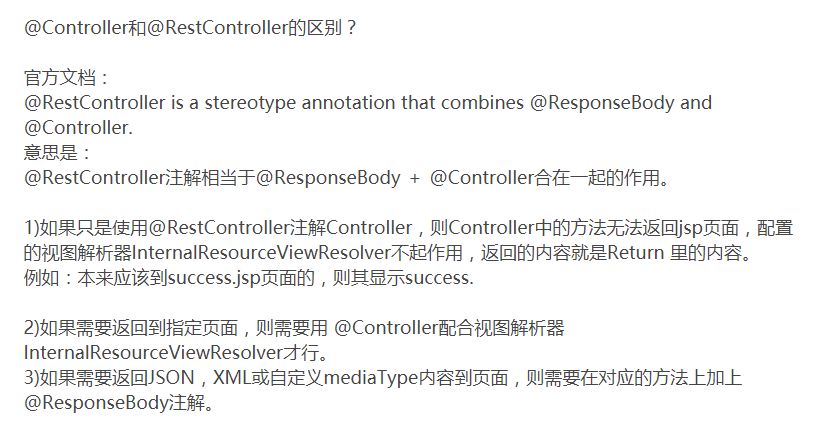 @Controller和@RestController的区别？
官方文档：
@RestController is a stereotype annotation that combines @ResponseBody and
@Controller.
意思是：
@RestController注解相当于@ResponseBody ＋ @Controller合在一起的作用。
1)如果只是使用@RestController注解Controller，则Controller中的方法无法返回jsp页面，配置
的视图解析器InternalResourceViewResolver不起作用，返回的内容就是Return 里的内容。
例如：本来应该到success.jsp页面的，则其显示success.
2)如果需要返回到指定页面，则需要用 @Controller配合视图解析器
InternalResourceViewResolver才行。
3)如果需要返回JSON，XML或自定义mediaType内容到页面，则需要在对应的方法上加上
@ResponseBody注解。